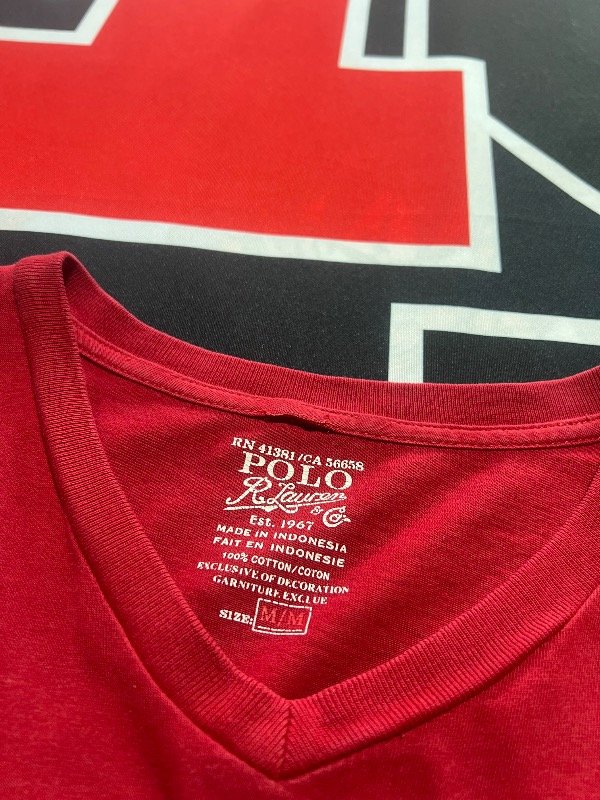 RN 41381/CA 56658
POLO
R. Lauren
& Co
Est. 1967
MADE IN INDONESIA
FAIT EN INDONESIE
100% COTTON/COTON
EXCLUSIVE OF DECORATION
GARNITURE EXCLUE
SIZE: M/M